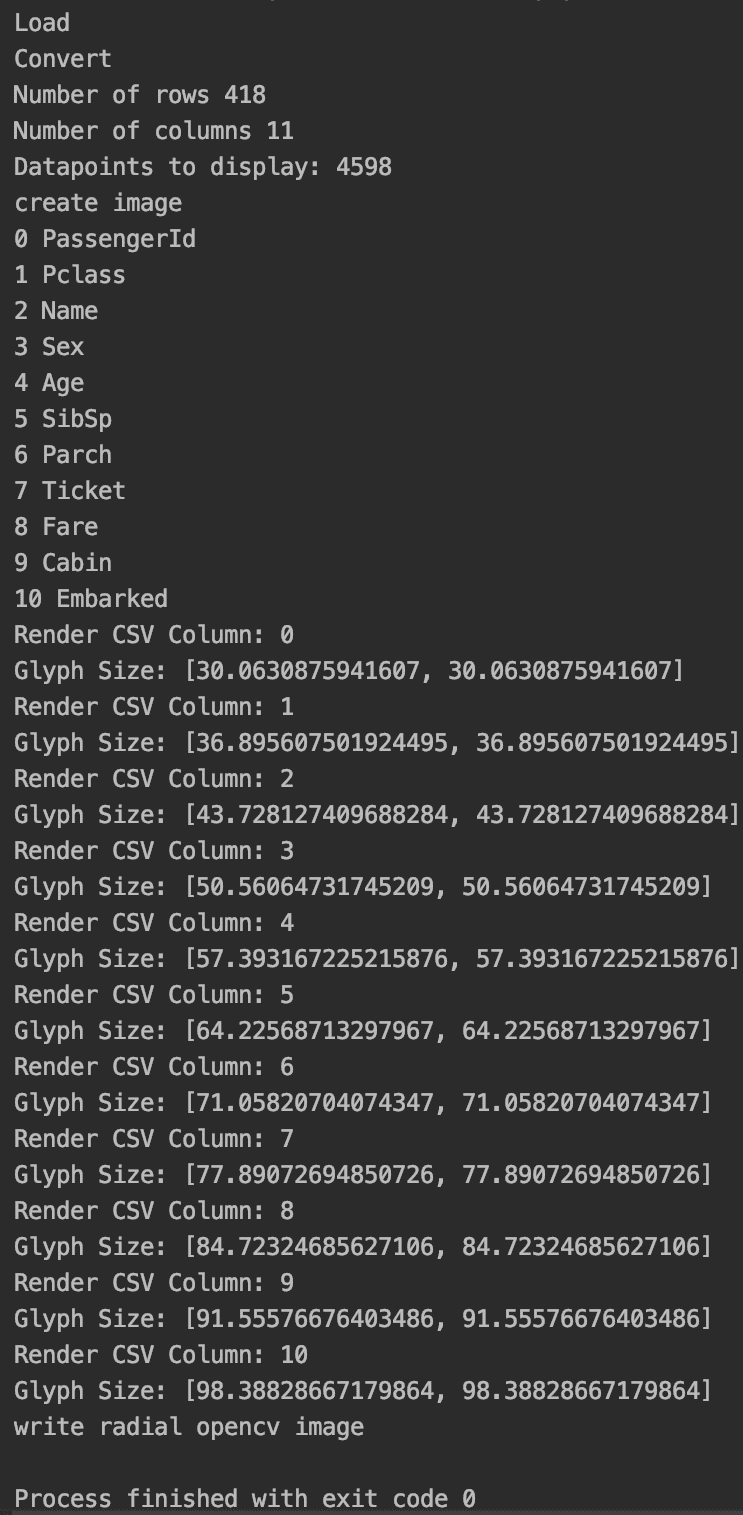 Load
Convert
Number of rows 418
Number of columns 11
Datapoints to display: 4598
create image
0 PassengerId
1 Pclass
2 Name
3 Sex
4 Age
5 SibSp
6 Parch
7 Ticket
8 Fare
9 Cabin
10 Embarked
Render CSV Column: 0
Glyph Size: [30.0630875941607, 30.0630875941607]
Render CSV Column: 1
Glyph Size: [36.895607501924495, 36.895607501924495]
Render CSV Column: 2
Glyph Size: [43.728127409688284, 43.728127409688284]
Render CSV Column: 3
Glyph Size: [50.56064731745209, 50.56064731745209]
Render CSV Column: 4
Glyph Size: [57.393167225215876, 57.393167225215876]
Render CSV Column: 5
Glyph Size: [64.22568713297967, 64.22568713297967]
Render CSV Column: 6
Glyph Size: [71.05820704074347, 71.05820704074347]
Render CSV Column: 7
Glyph Size: [77.89072694850726, 77.89072694850726]
Render CSV Column: 8
Glyph Size: [84.72324685627106, 84.72324685627106]
Render CSV Column: 9
Glyph Size: [91.55576676403486, 91.55576676403486]
Render CSV Column: 10
Glyph Size: [98.38828667179864, 98.38828667179864]
write radial opencv image
Process finished with exit code 0